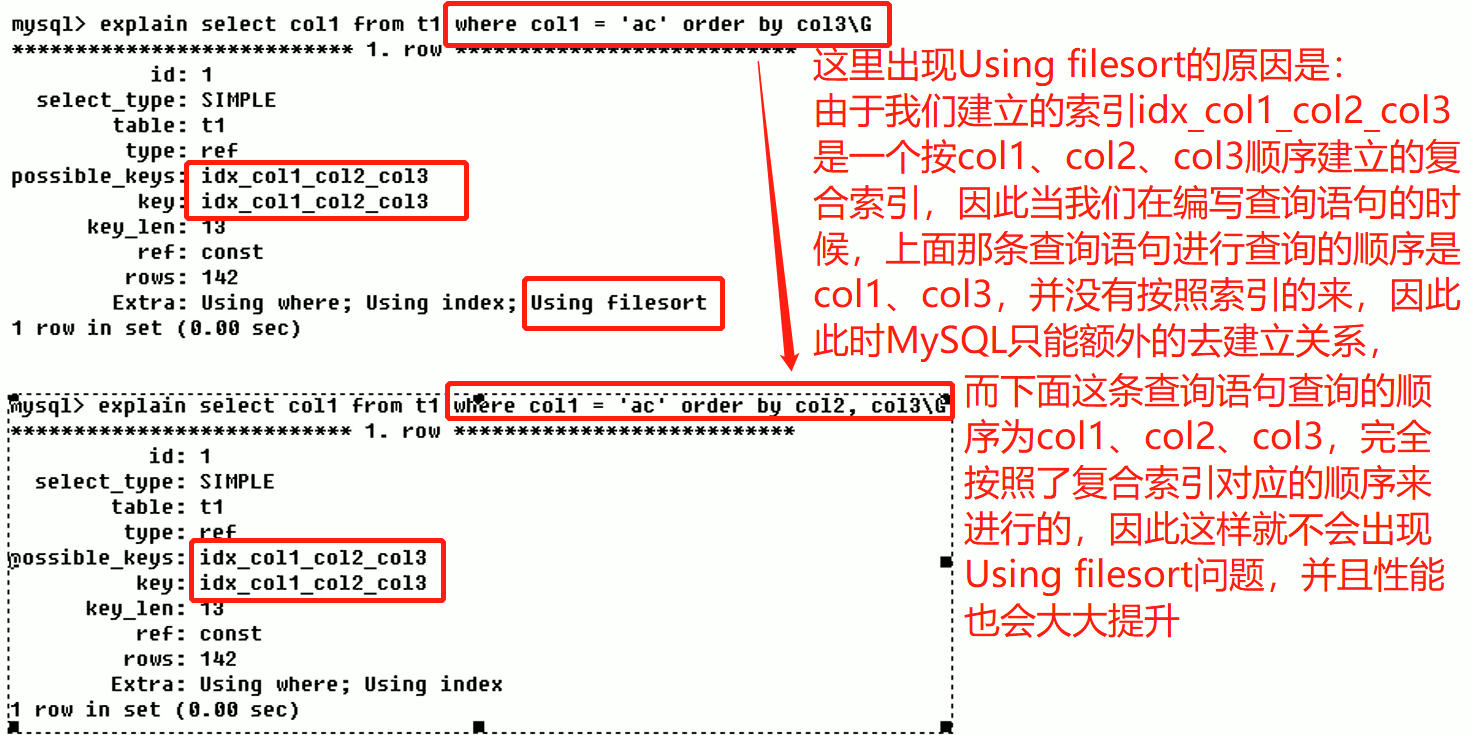 mysql> explain select col1 from t1 where col1 = 'ac' order by col3\G
*************************** 1. row ***************************
id: 1
select_type: SIMPLE
table: t1
type: ref
possible_keys: idx_col1_col2_col3
key: idx_col1_col2_col3
key_len: 13
ref: const
rows: 142
Extra: Using where; Using index; Using filesort
1 row in set (0.00 sec)
这里出现Using filesort的原因是：
由于我们建立的索引idx_col1_col2_col3
是一个按col1、col2、col3顺序建立的复
合索引，因此当我们在编写查询语句的时
候，上面那条查询语句进行查询的顺序是
col1、col3，并没有按照索引的来，因此
此时MySQL只能额外的去建立关系，
mysql> explain select col1 from t1 where col1 = 'ac' order by col2, col3\G
*************************** 1. row ***************************
id: 1
select_type: SIMPLE
table: t1
type: ref
possible_keys: idx_col1_col2_col3
key: idx_col1_col2_col3
key_len: 13
ref: const
rows: 142
Extra: Using where; Using index
1 row in set (0.00 sec)
而下面这条查询语句查询的顺
序为col1、col2、col3，完全
按照了复合索引对应的顺序来
进行的，因此这样就不会出现
Using filesort问题，并且性能
也会大大提升